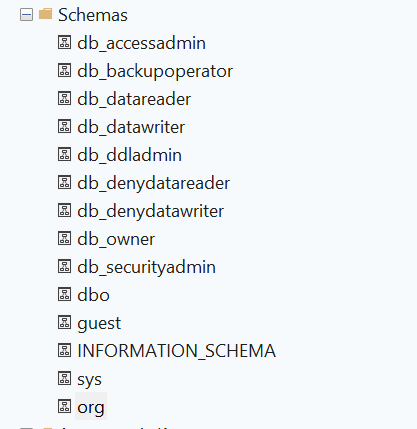 Schemas
db_accessadmin
db_backupoperator
db_datareader
db_datawriter
db_ddladmin
db_denydatareader
db_denydatawriter
db_owner
db_securityadmin
dbo
guest
INFORMATION_SCHEMA
sys
org